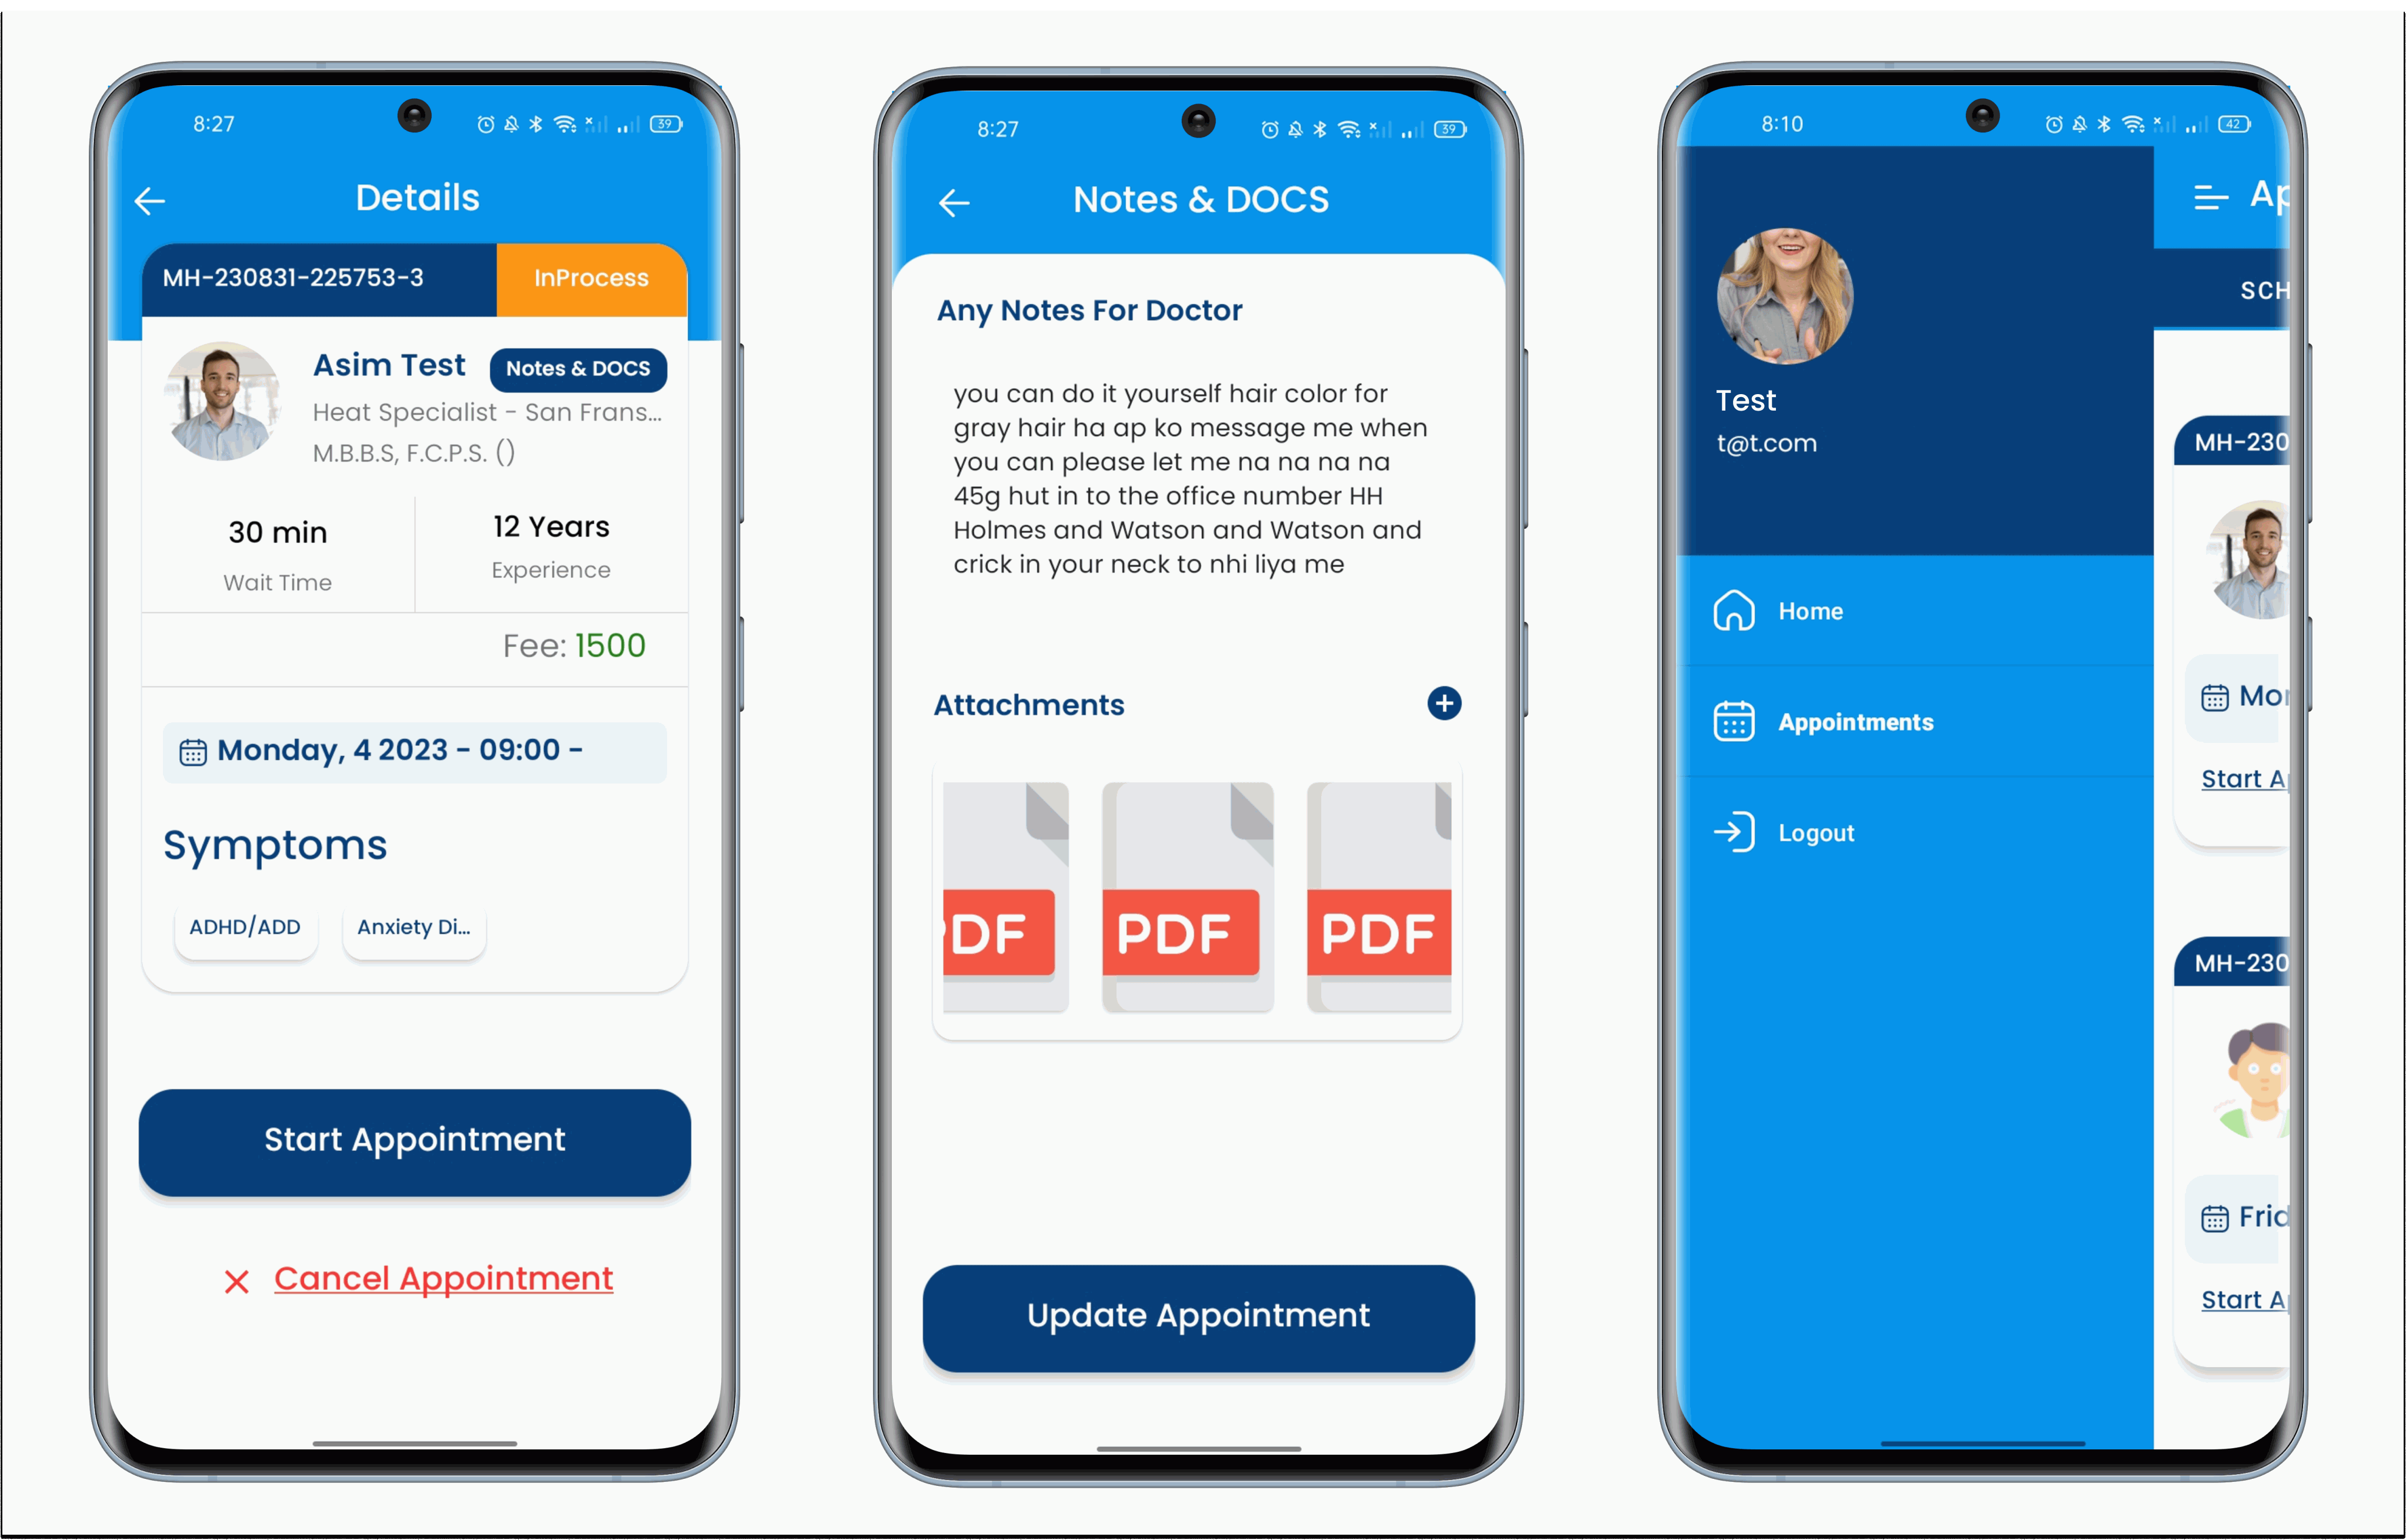 8:27
39
Details
MH-230831-225753-3
InProcess
Asim Test
Notes & DOCS
Heat Specialist - San Frans...
M.B.B.S, F.C.P.S. ()
30 min
12 Years
Wait Time
Experience
Fee: 1500
Monday, 4 2023 - 09:00 -
Symptoms
ADHD/ADD
Anxiety Di...
Start Appointment
Cancel Appointment
8:27
39
Notes & DOCS
Any Notes For Doctor
you can do it yourself hair color for
gray hair ha ap ko message me when
you can please let me na na na na
45g hut in to the office number HH
Holmes and Watson and Watson and
crick in your neck to nhi liya me
Attachments
PDF
PDF
PDF
Update Appointment
8:10
42
Test
t@t.com
Home
Appointments
Logout
Ap
SCH
MH-230
Mon
Start A
MH-230
Frid
Start A